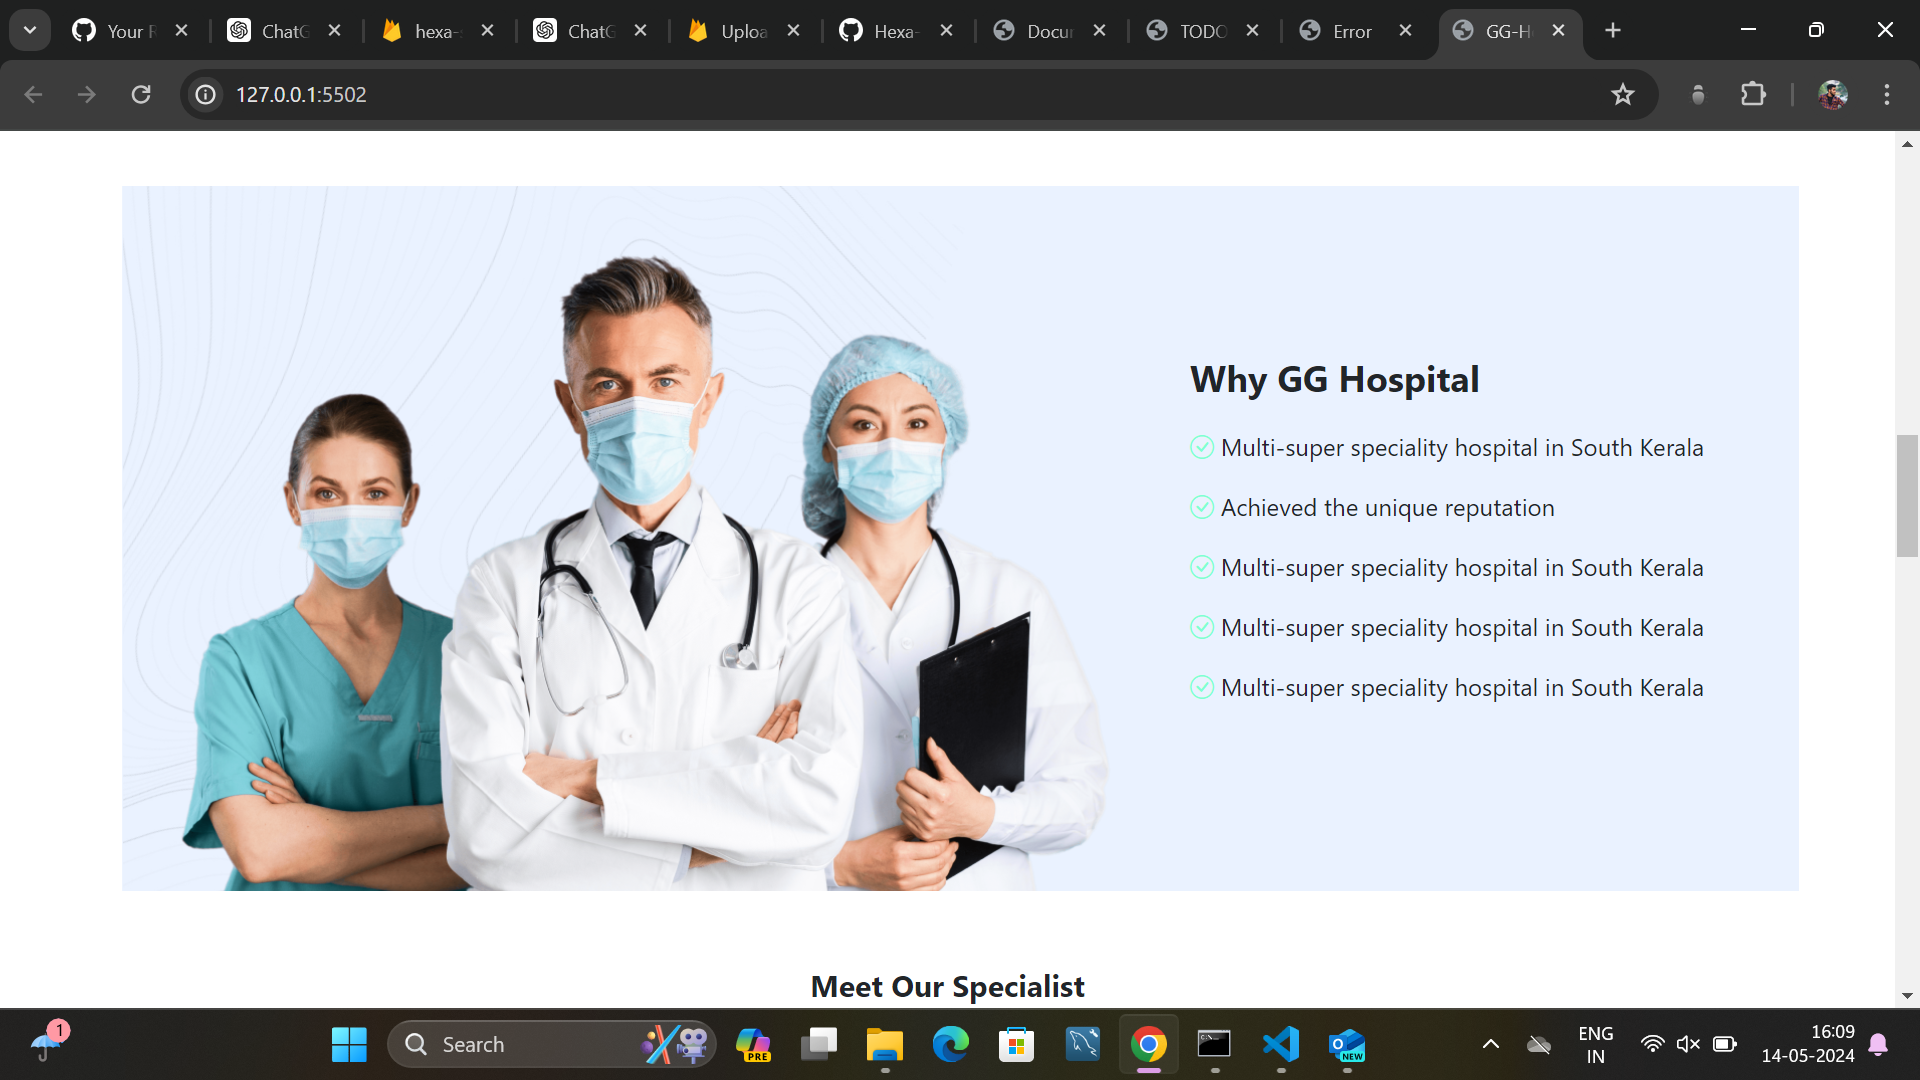 Your R
ChatG
hexa-
ChatG
Uploa
Hexa-
Docur
TODO
Error
GG-H
127.0.0.1:5502
Why GG Hospital
Multi-super speciality hospital in South Kerala
Achieved the unique reputation
Multi-super speciality hospital in South Kerala
Multi-super speciality hospital in South Kerala
Multi-super speciality hospital in South Kerala
Meet Our Specialist
1
Search
PRE
NEW
ENG
IN
16:09
14-05-2024